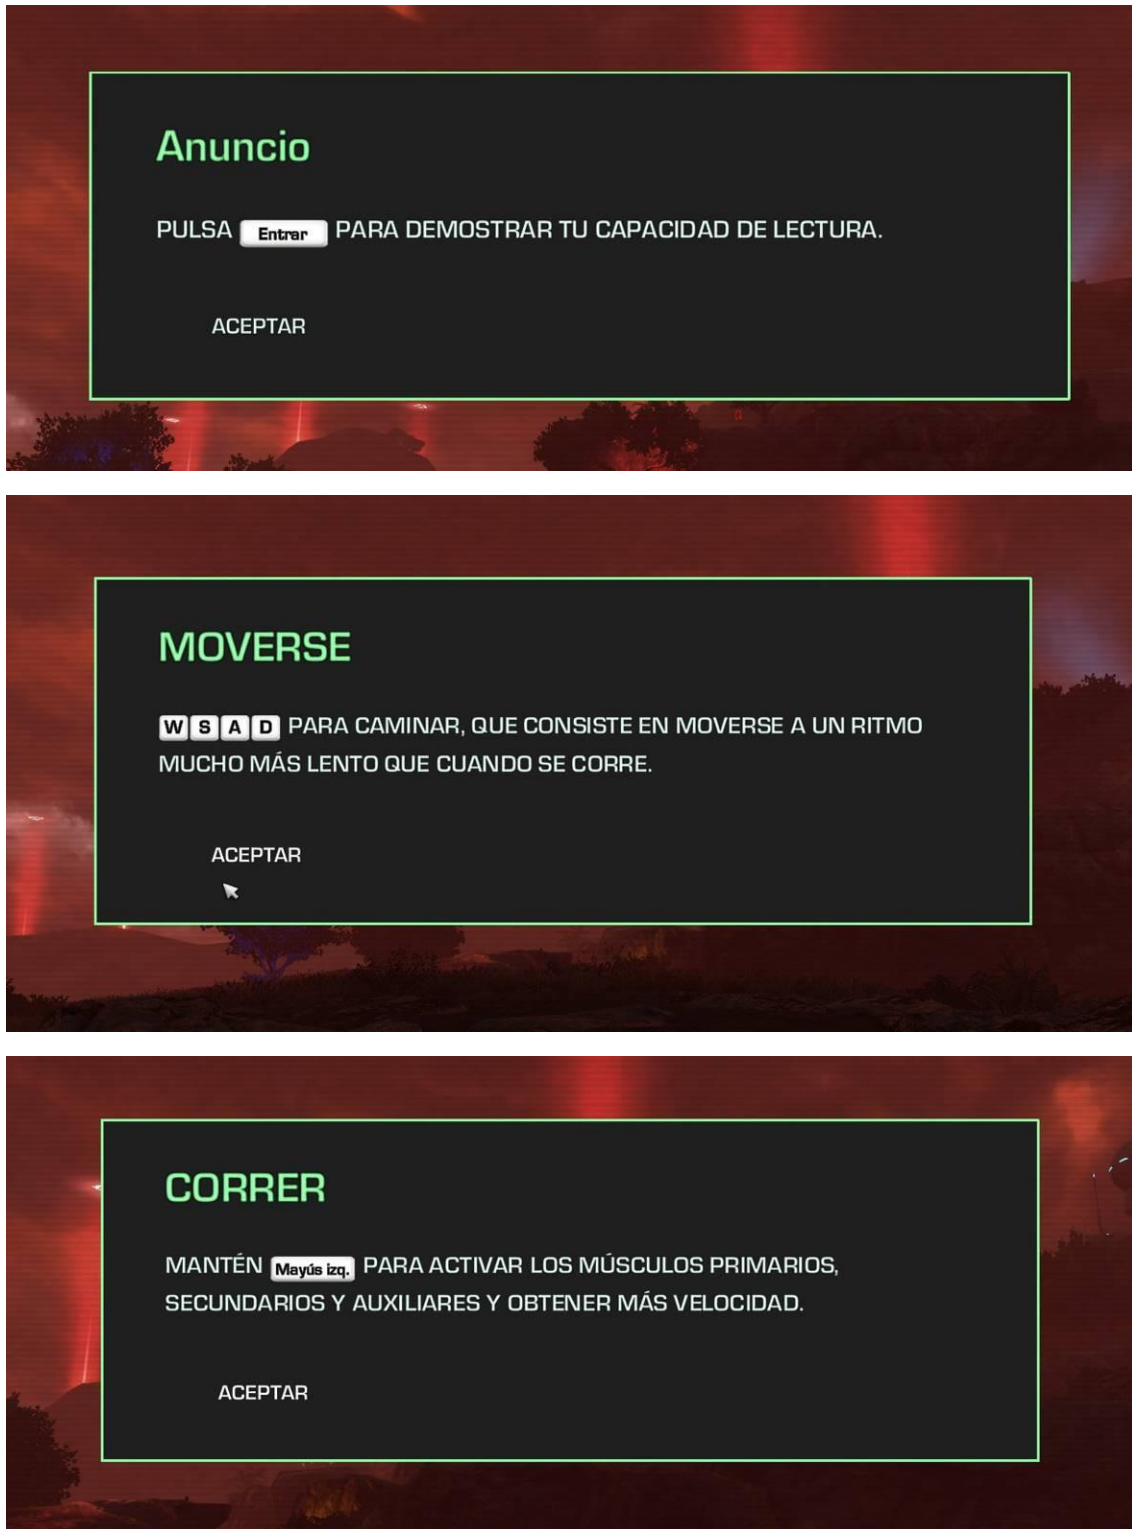 Anuncio
PULSA Entrar PARA DEMOSTRAR TU CAPACIDAD DE LECTURA.
ACEPTAR
MOVERSE
W S A D PARA CAMINAR, QUE CONSISTE EN MOVERSE A UN RITMO
MUCHO MÁS LENTO QUE CUANDO SE CORRE.
ACEPTAR
CORRER
MANTÉN Mayús izq. PARA ACTIVAR LOS MÚSCULOS PRIMARIOS,
SECUNDARIOS Y AUXILIARES Y OBTENER MÁS VELOCIDAD.
ACEPTAR